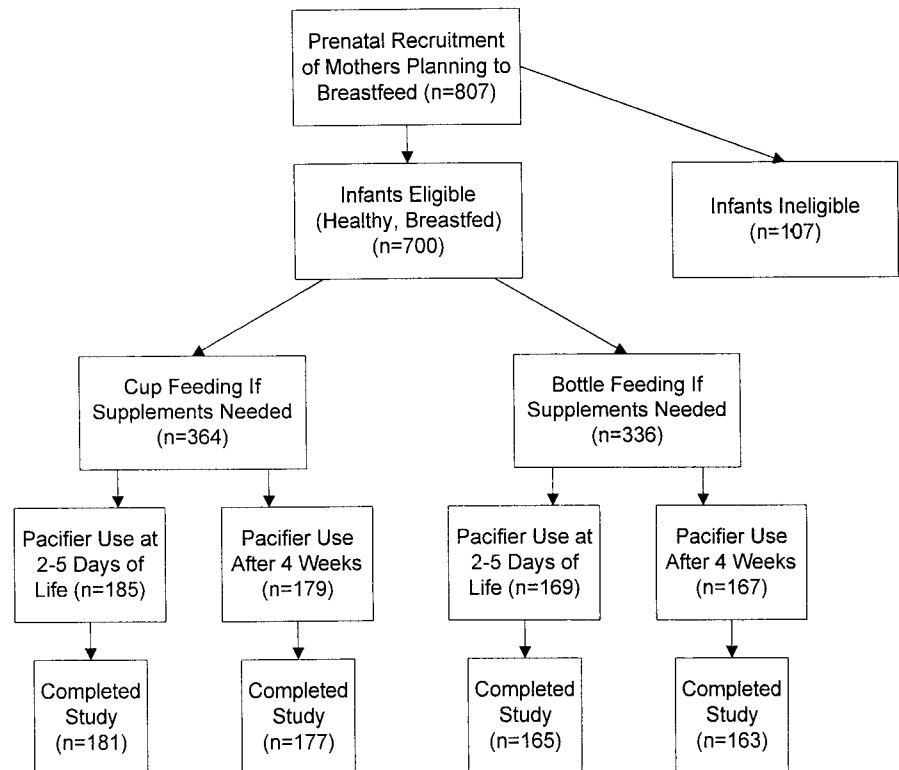 Prenatal Recruitment
of Mothers Planning to
Breastfeed (n=807)
Infants Eligible
(Healthy, Breastfed)
(n=700)
Infants Ineligible
(n=107)
Cup Feeding If
Supplements Needed
(n=364)
Bottle Feeding If
Supplements Needed
(n=336)
Pacifier Use at
2-5 Days of
Life (n=185)
Pacifier Use
After 4 Weeks
(n=179)
Pacifier Use at
2-5 Days of
Life (n=169)
Pacifier Use
After 4 Weeks
(n=167)
Completed
Study
(n=181)
Completed
Study
(n=177)
Completed
Study
(n=165)
Completed
Study
(n=163)